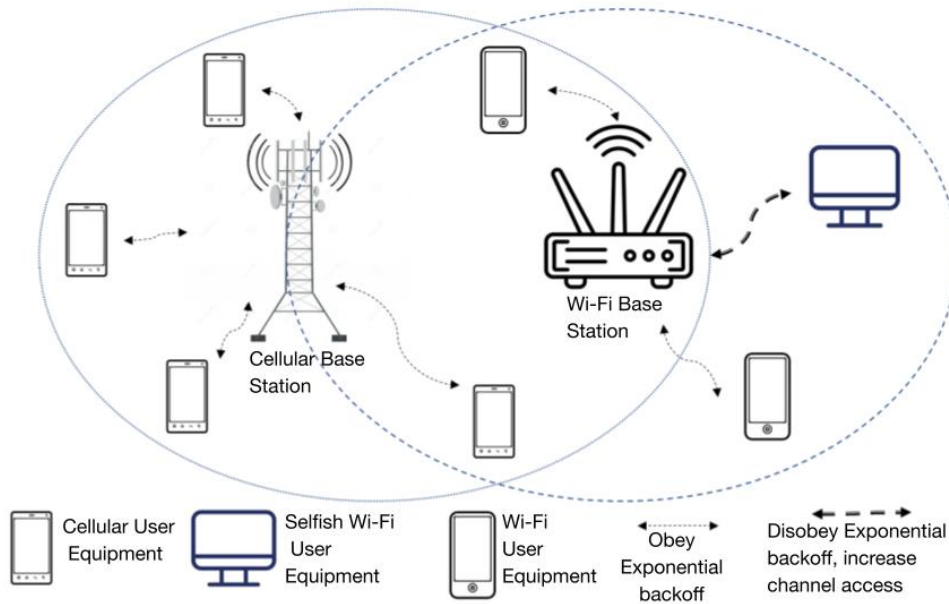 Wi-Fi Base
Station
Cellular Base
Station
Cellular User
Equipment
Selfish Wi-Fi
User
Equipment
Wi-Fi
User
Equipment
Obey
Exponential
backoff
Disobey Exponential
backoff, increase
channel access